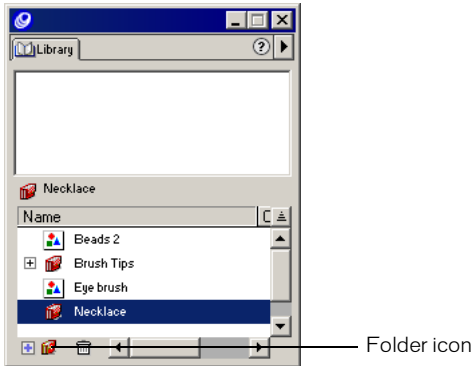 Library
?
Necklace
Name
C
Beads 2
Brush Tips
Eye brush
Necklace
Folder icon